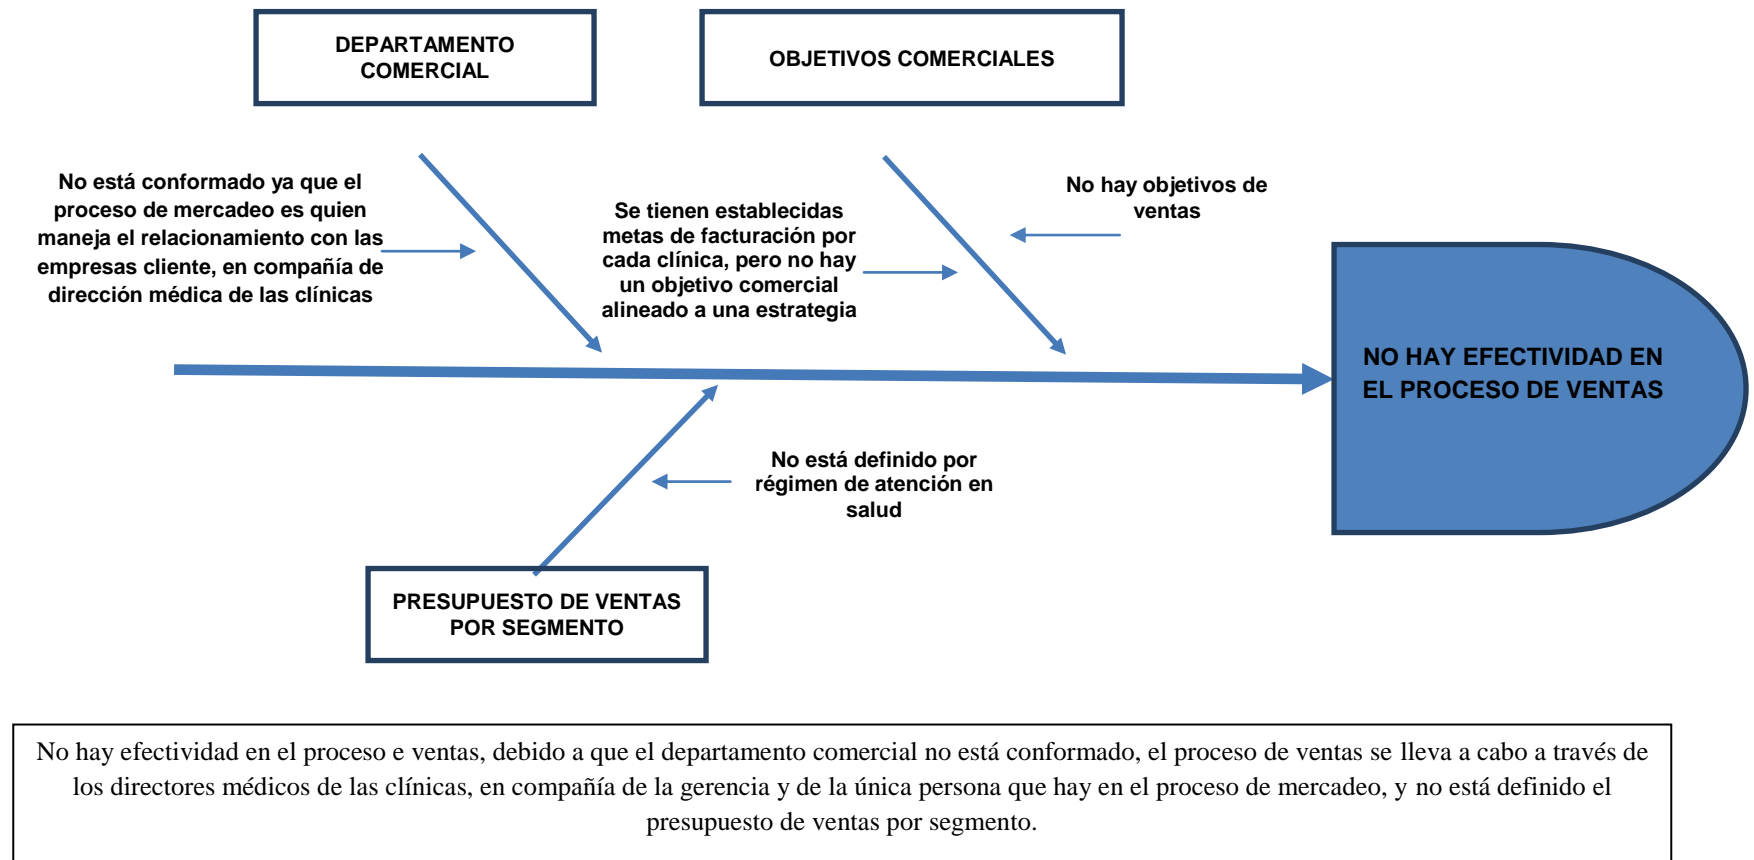 DEPARTAMENTO
COMERCIAL
OBJETIVOS COMERCIALES
No está conformado ya que el
proceso de mercadeo es quien
maneja el relacionamiento con las
empresas cliente, en compañía de
dirección médica de las clínicas
Se tienen establecidas
metas de facturación por
cada clínica, pero no hay
un objetivo comercial
alineado a una estrategia
No hay objetivos de
ventas
NO HAY EFECTIVIDAD EN
EL PROCESO DE VENTAS
No está definido por
régimen de atención en
salud
PRESUPUESTO DE VENTAS
POR SEGMENTO
No hay efectividad en el proceso e ventas, debido a que el departamento comercial no está conformado, el proceso de ventas se lleva a cabo a través de
los directores médicos de las clínicas, en compañía de la gerencia y de la única persona que hay en el proceso de mercadeo, y no está definido el
presupuesto de ventas por segmento.